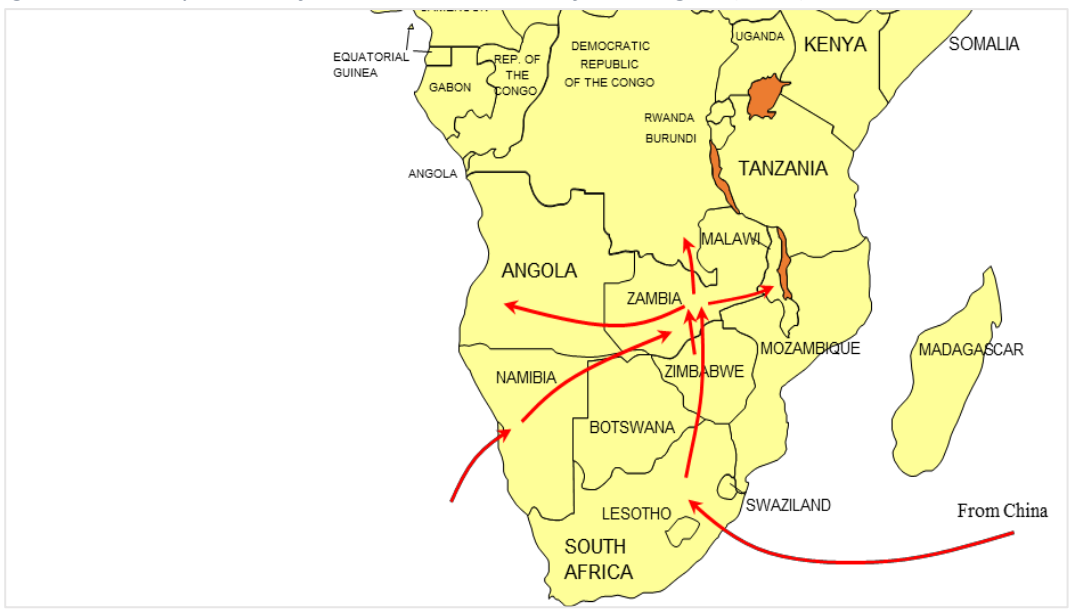 CAMEROON
UGANDA
KENYA
SOMALIA
EQUATORIAL
GUINEA
REP. OF
THE
CONGO
DEMOCRATIC
REPUBLIC
OF THE CONGO
GABON
RWANDA
BURUNDI
ANGOLA
TANZANIA
MALAWI
ANGOLA
ZAMBIA
MOZAMBIQUE
MADAGASCAR
NAMIBIA
ZIMBABWE
BOTSWANA
SWAZILAND
LESOTHO
From China
SOUTH
AFRICA